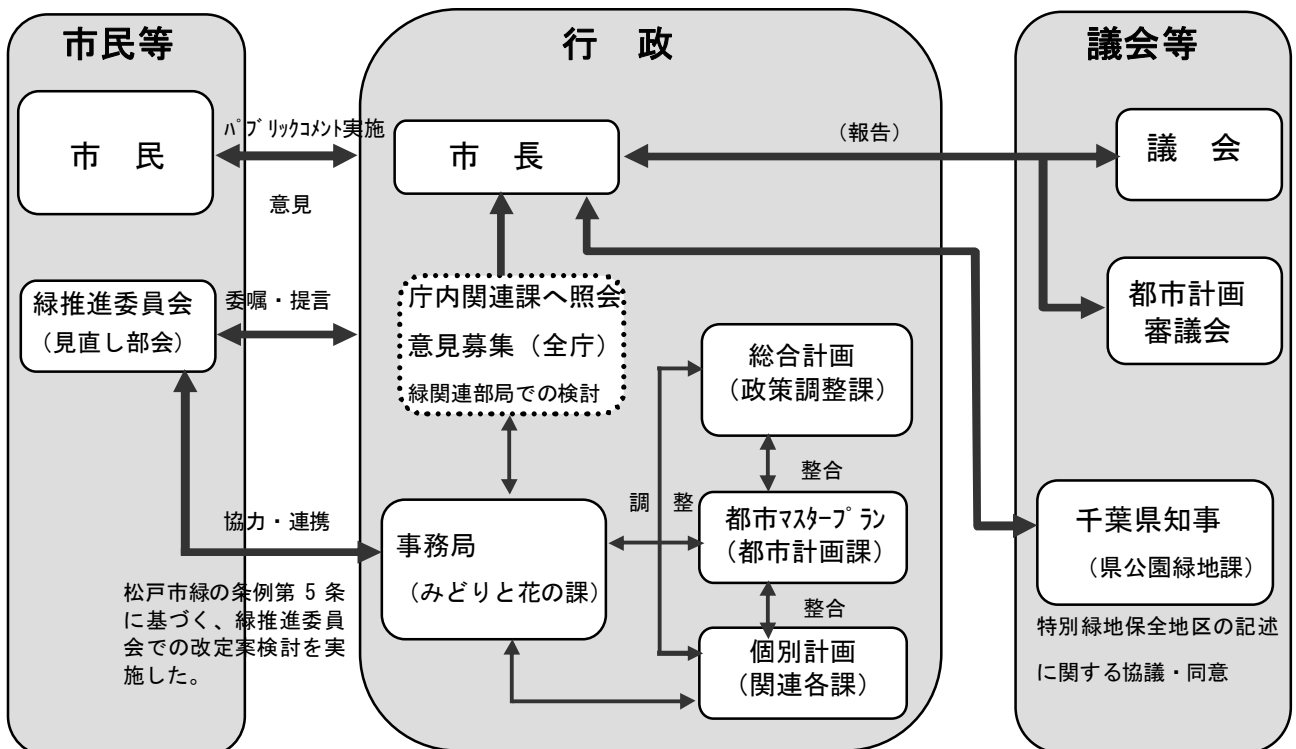 市民等
市 民
パブリックコメント実施
意見
緑推進委員会
（見直し部会）
委嘱・提言
協力・連携
松戸市緑の条例第 5 条
に基づく、緑推進委員
会での改定案検討を実
施した。
行 政
市 長
庁内関連課へ照会
意見募集（全庁）
緑関連部局での検討
事務局
（みどりと花の課）
調 整
総合計画
（政策調整課）
整合
都市マスタープラン
（都市計画課）
整合
個別計画
（関連各課）
議会等
（報告）
議 会
都市計画
審議会
千葉県知事
（県公園緑地課）
特別緑地保全地区の記述
に関する協議・同意